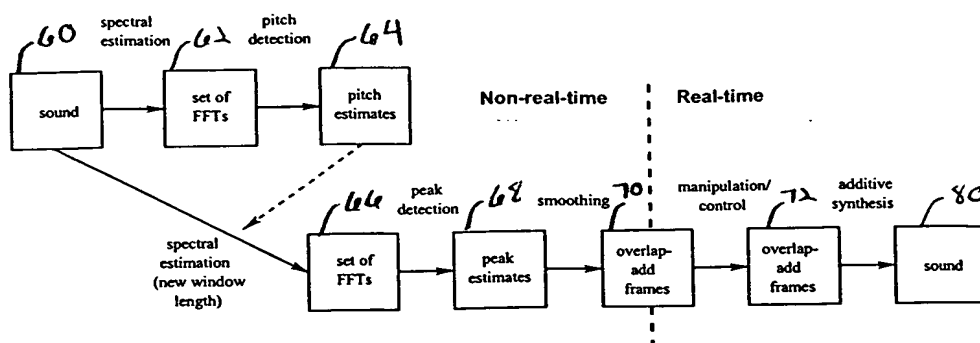 60 spectral estimation 62 pitch detection 64
sound
set of FFTs
pitch estimates
Non-real-time
Real-time
66 peak detection 68 smoothing 70 manipulation/ control 72 additive synthesis 80
spectral estimation (new window length)
set of FFTs
peak estimates
overlap- add frames
overlap- add frames
sound